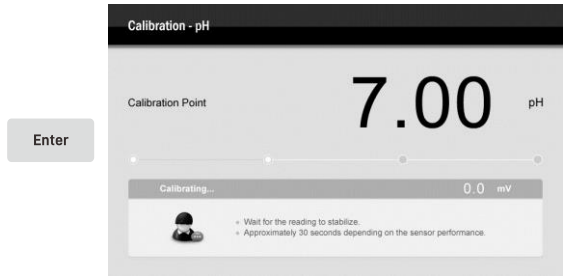 Calibration - pH
Calibration Point 7.00 pH
Enter
Calibrating... 0.0 mV
Wait for the reading to stabilize.
Approximately 30 seconds depending on the sensor performance.